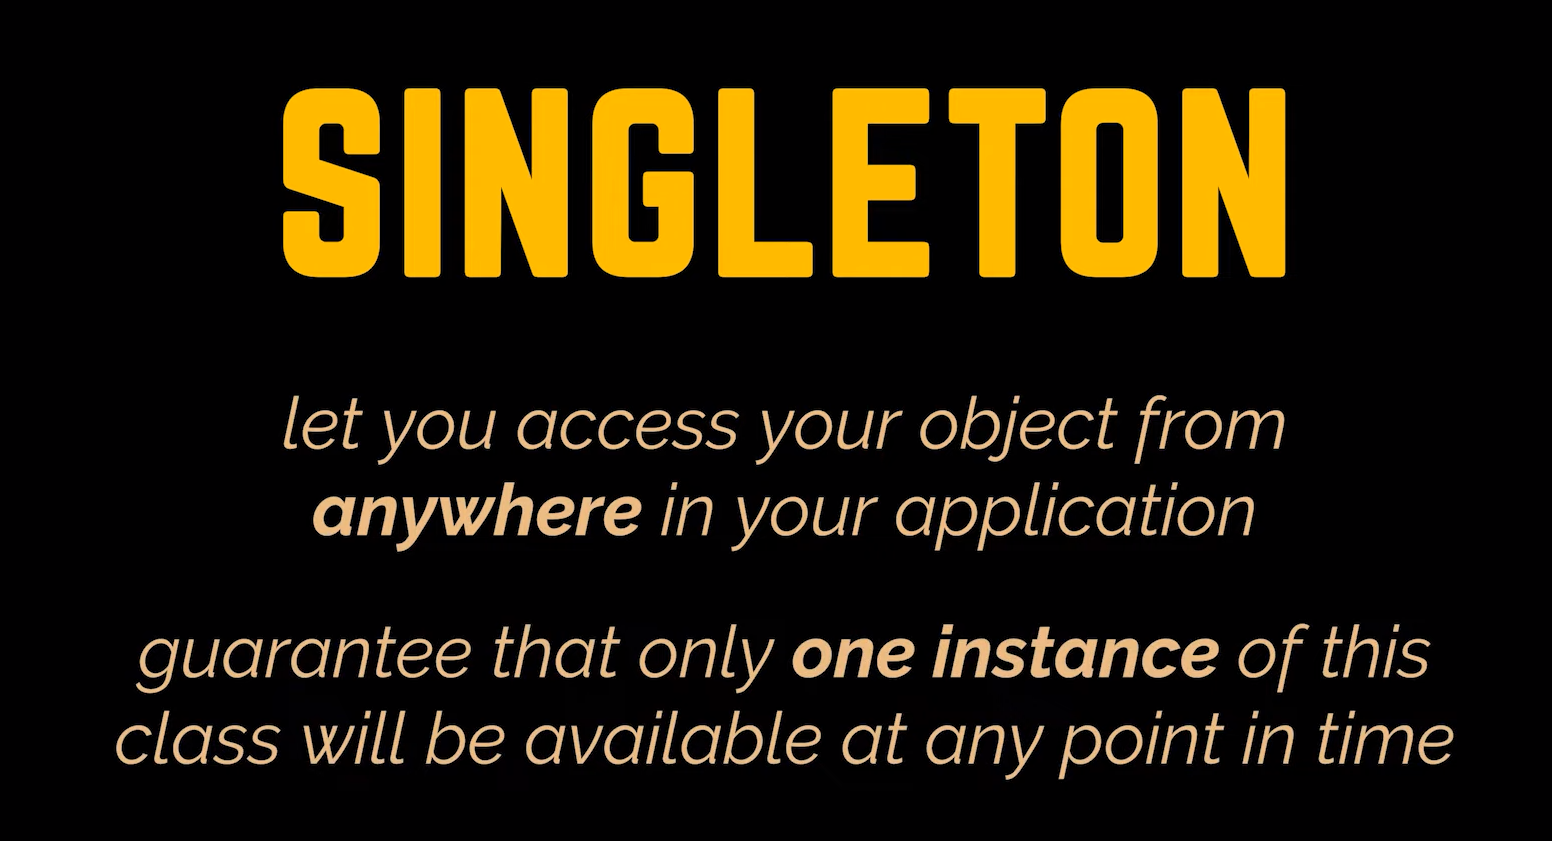 SINGLETON
let you access your object from
anywhere in your application
guarantee that only one instance of this
class will be available at any point in time